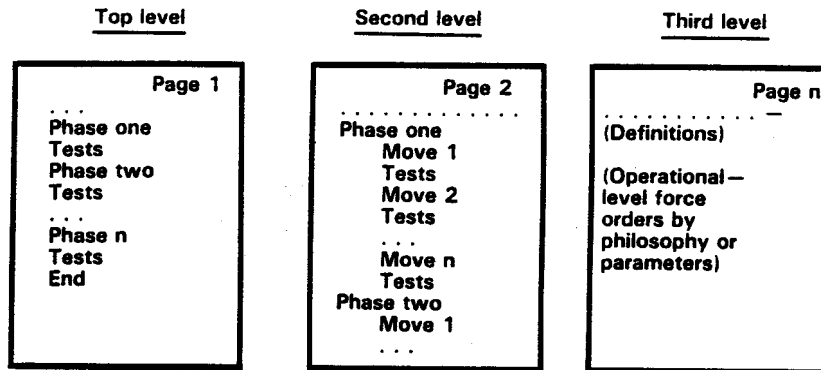 Top level
Second level
Third level
Page 1
. . .
Phase one
Tests
Phase two
Tests
. . .
Phase n
Tests
End
Page 2
. . . . . . . . . . . . . .
Phase one
Move 1
Tests
Move 2
Tests
. . .
Move n
Tests
Phase two
Move 1
. . .
Page n
. . . . . . . . . . . . —
(Definitions)
(Operational—
level force
orders by
philosophy or
parameters)